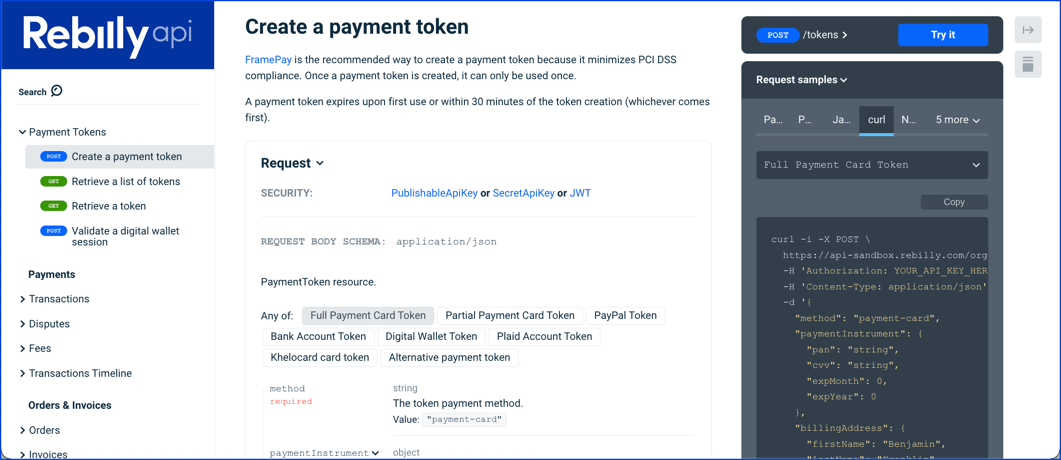 Rebilly api
Search
Payment Tokens
POST Create a payment token
GET Retrieve a list of tokens
GET Retrieve a token
POST Validate a digital wallet
session
Payments
Transactions
Disputes
Fees
Transactions Timeline
Orders & Invoices
Orders
Invoices
Create a payment token
FramePay is the recommended way to create a payment token because it minimizes PCI DSS
compliance. Once a payment token is created, it can only be used once.
A payment token expires upon first use or within 30 minutes of the token creation (whichever comes
first).
Request
SECURITY: PublishableApiKey or SecretApiKey or JWT
REQUEST BODY SCHEMA: application/json
PaymentToken resource.
Any of: Full Payment Card Token Partial Payment Card Token PayPal Token
Bank Account Token Digital Wallet Token Plaid Account Token
Khelocard card token Alternative payment token
method string
required The token payment method.
Value: "payment-card"
paymentInstrument object
POST /tokens Try it
Request samples
Pa... P... Ja... curl N... 5 more
Full Payment Card Token
Copy
curl -i -X POST \
https://api-sandbox.rebilly.com/org
-H 'Authorization: YOUR_API_KEY_HER
-H 'Content-Type: application/json'
-d '{
"method": "payment-card",
"paymentInstrument": {
"pan": "string",
"cvv": "string",
"expMonth": 0,
"expYear": 0
},
"billingAddress": {
"firstName": "Benjamin",
"lastName": "Franklin",